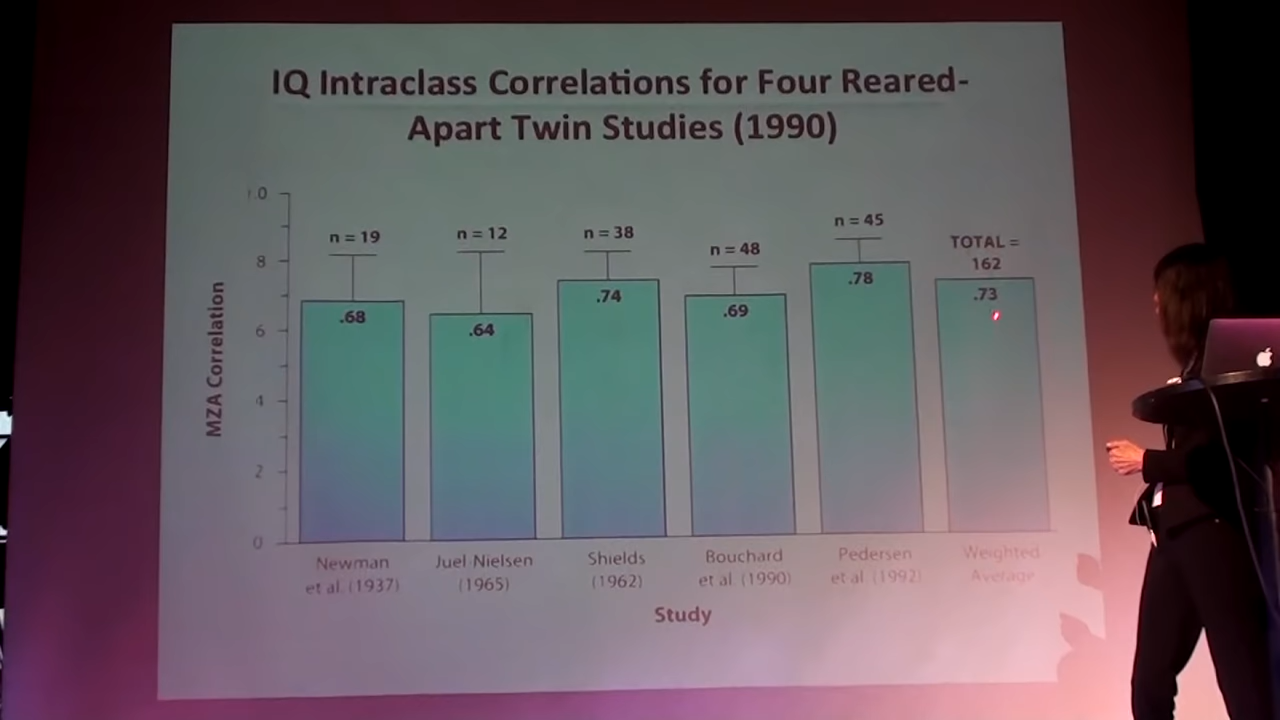 IQ Intraclass Correlations for Four Reared-
Apart Twin Studies (1990)
MZA Correlation
1.0
8
6
4
2
0
n = 19
.68
n = 12
.64
n = 38
.74
n = 48
.69
n = 45
.78
TOTAL =
162
.73
Newman
et al. (1937)
Juel-Nielsen
(1965)
Shields
(1962)
Bouchard
et al. (1990)
Pedersen
et al. (1992)
Weighted
Average
Study